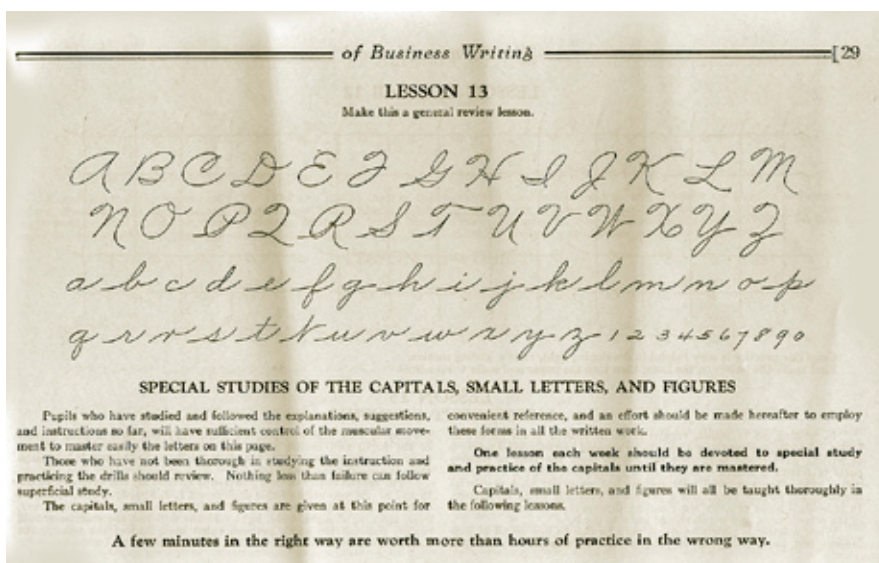 of Business Writing [29
LESSON 13
Make this a general review lesson.
A B C D E F G H I J K L M
N O P Q R S T U V W X Y Z
a b c d e f g h i j k l m n o p
q r r s t t u v w x y z 1 2 3 4 5 6 7 8 9 0
SPECIAL STUDIES OF THE CAPITALS, SMALL LETTERS, AND FIGURES
Pupils who have studied and followed the explanations, suggestions,
and instructions so far, will have sufficient control of the muscular move-
ment to master easily the letters on this page.
Those who have not been thorough in studying the instruction and
practicing the drills should review. Nothing less than failure can follow
superficial study.
The capitals, small letters, and figures are given at this point for
convenient reference, and an effort should be made hereafter to employ
these forms in all the written work.
One lesson each week should be devoted to special study
and practice of the capitals until they are mastered.
Capitals, small letters, and figures will all be taught thoroughly in
the following lessons.
A few minutes in the right way are worth more than hours of practice in the wrong way.